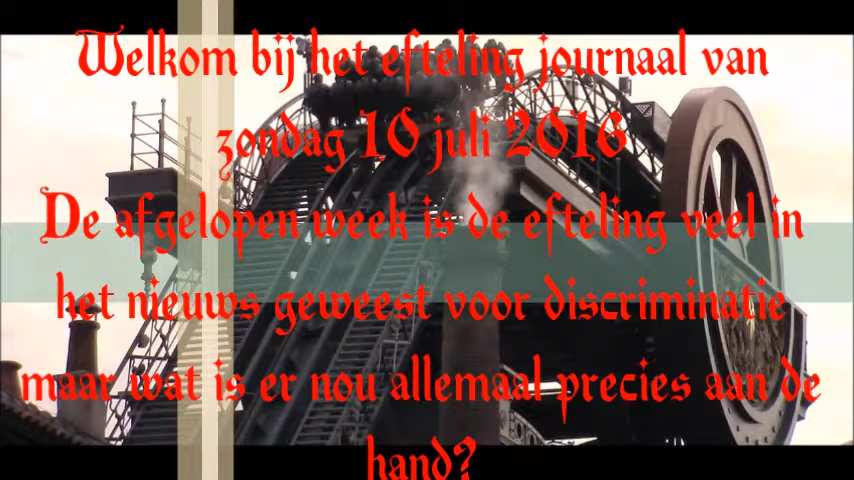 Welkom bij het efteling journaal van
zondag 10 juli 2016
De afgelopen week is de efteling veel in
het nieuws geweest voor discriminatie
maar wat is er nou allemaal precies aan de
hand?